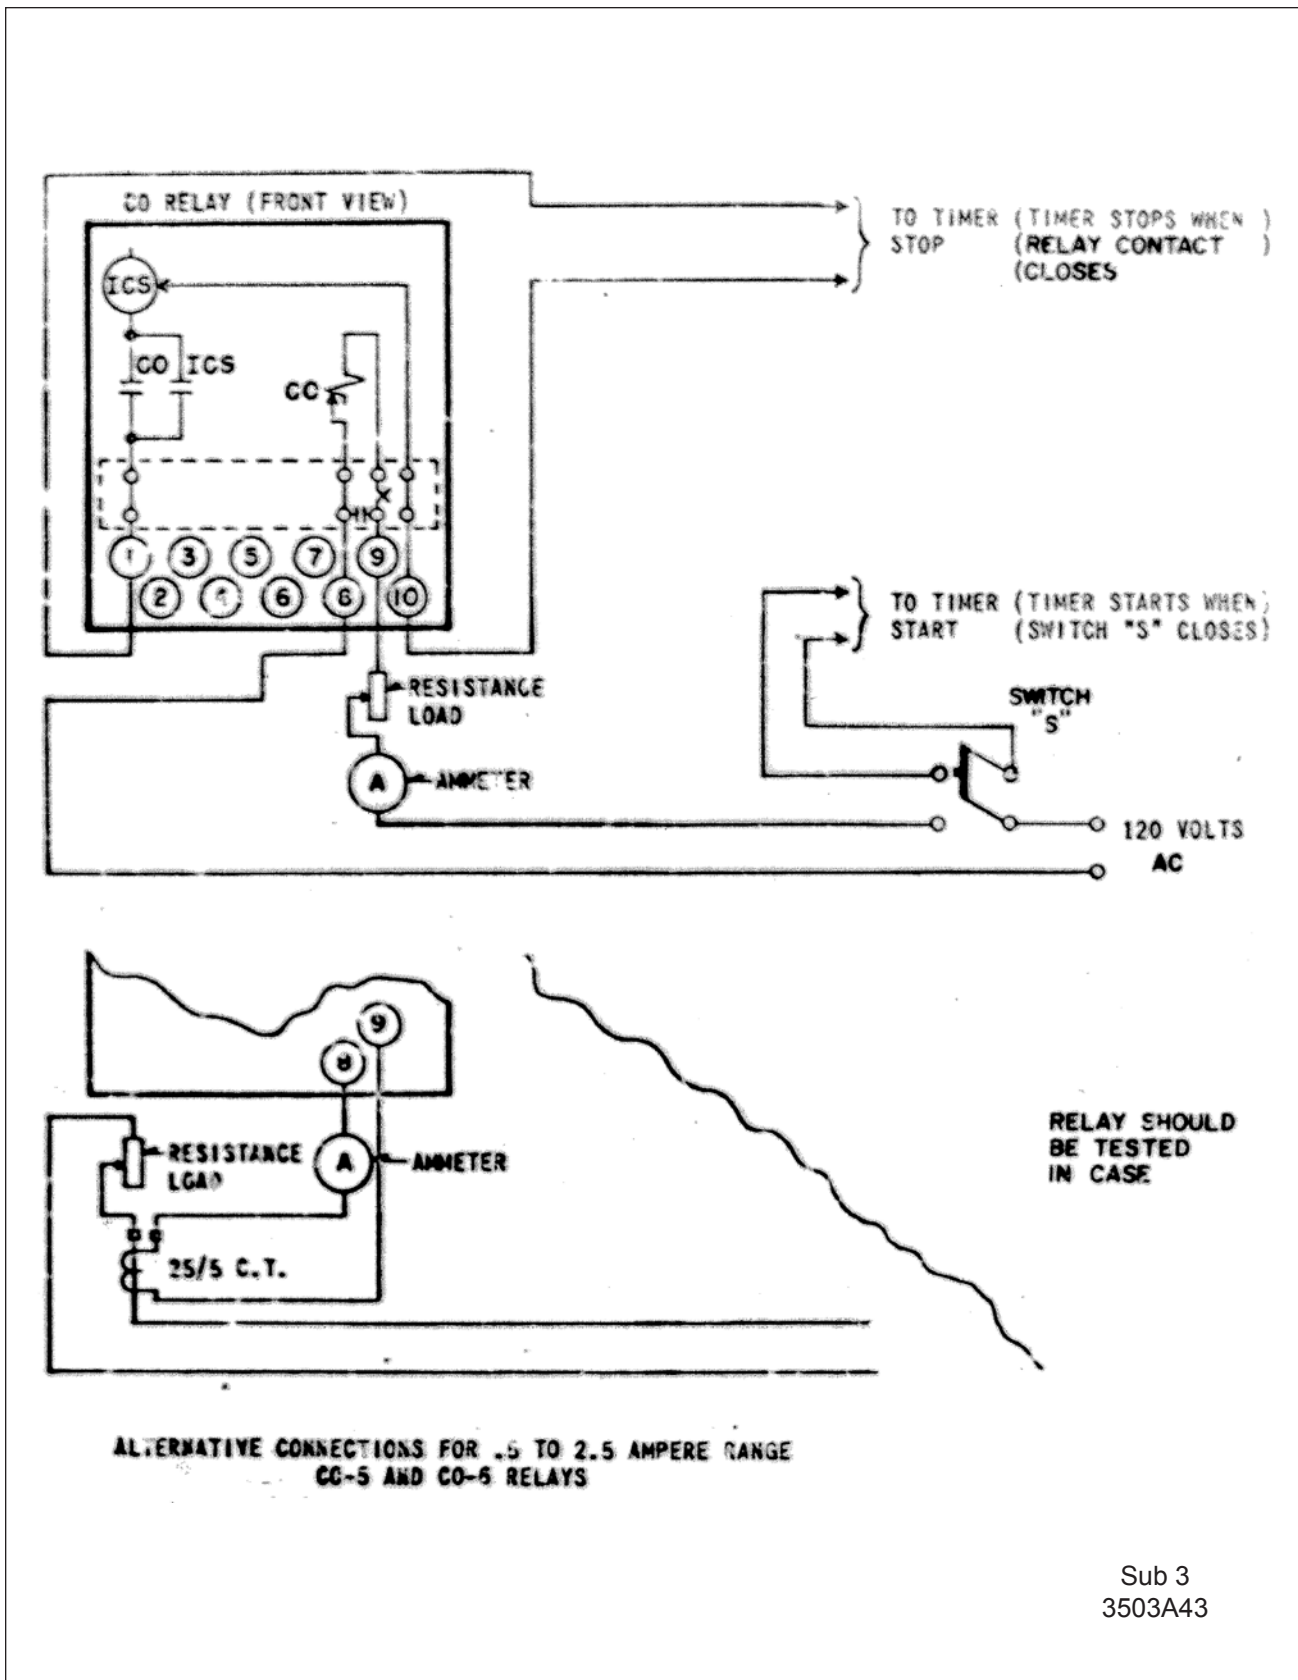 CO RELAY (FRONT VIEW)
TO TIMER (TIMER STOPS WHEN )
STOP (RELAY CONTACT )
(CLOSES
ICS
CO ICS
CO
1 3 5 7 9
2 4 6 8 10
TO TIMER (TIMER STARTS WHEN)
START (SWITCH "S" CLOSES)
RESISTANCE
LOAD
SWITCH
"S"
A AMMETER
120 VOLTS
AC
9
8
RELAY SHOULD
BE TESTED
IN CASE
RESISTANCE
LOAD
A AMMETER
25/5 C.T.
ALTERNATIVE CONNECTIONS FOR .5 TO 2.5 AMPERE RANGE
CO-5 AND CO-6 RELAYS
Sub 3
3503A43